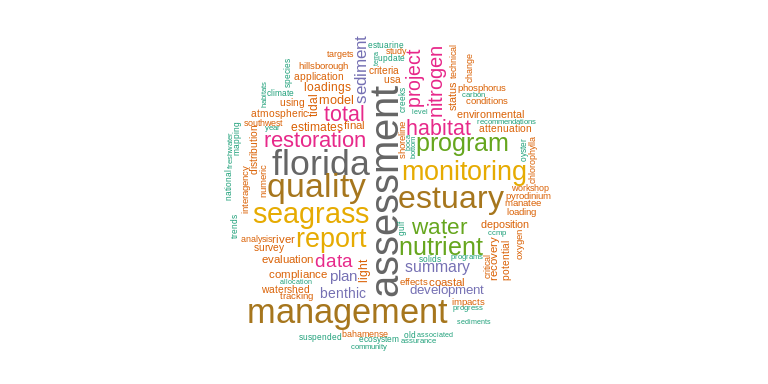 estuarine
targets
terra
study
update
technical
change
hillsborough
sediment
criteria
project
nitrogen
species
application
usa
status
phosphorus
climate
loadings
creeks
carbon
habitats
using
tidal
model
conditions
atmospheric
total
level
environmental
southwest
year
estimates
final
habitat
recommendations
attenuation
mapping
distribution
restoration
shoreline
boca
bottom
program
oyster
chlorophylla
freshwater
florida
assessment
monitoring
national
interagency
numeric
quality
estuary
workshop
pyrodinium
manatee
loading
seagrass
trends
gulf
water
deposition
ccmp
report
analysis
river
nutrient
survey
solids
programs
oxygen
evaluation
data
light
summary
critical
recovery
potential
compliance
plan
allocation
effects
coastal
watershed
tracking
benthic
development
management
impacts
progress
sediments
suspended
bahamense
old
associated
ecosystem
assurance
community